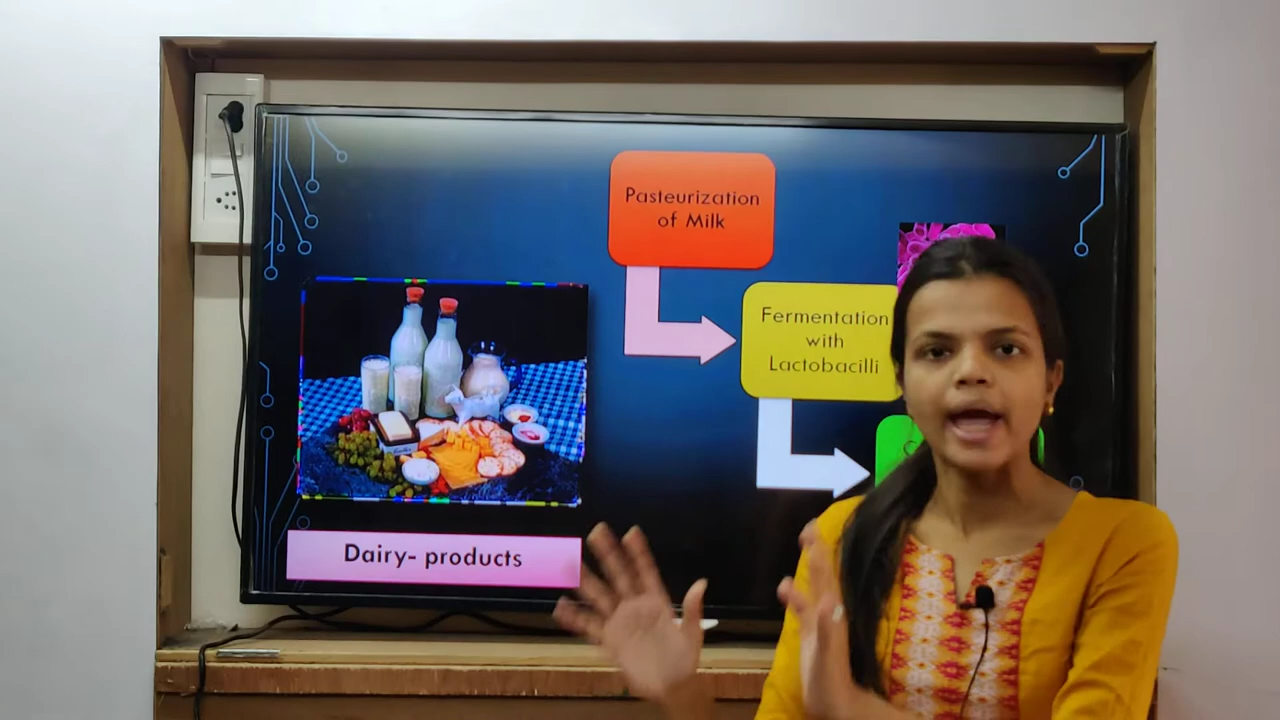 Pasteurization
of Milk
Fermentation
with
Lactobacilli
Dairy- products